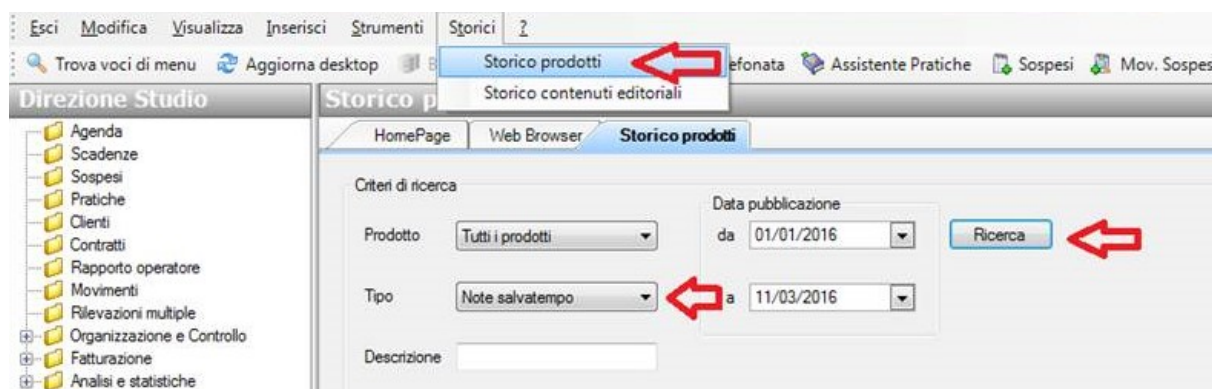 Esci Modifica Visualizza Inserisci Strumenti Storici ?
Storico prodotti
Trova voci di menu Aggiorna desktop efonata Assistente Pratiche Sospesi Mov. Sospes
Storico contenuti editoriali
Direzione Studio
Storico p
HomePage Web Browser Storico prodotti
Agenda
Scadenze
Sospesi
Pratiche
Clienti
Contratti
Rapporto operatore
Movimenti
Rilevazioni multiple
Organizzazione e Controllo
Fatturazione
Analisi e statistiche
Criteri di ricerca
Data pubblicazione
Prodotto Tutti i prodotti da 01/01/2016 Ricerca
Tipo Note salvatempo a 11/03/2016
Descrizione